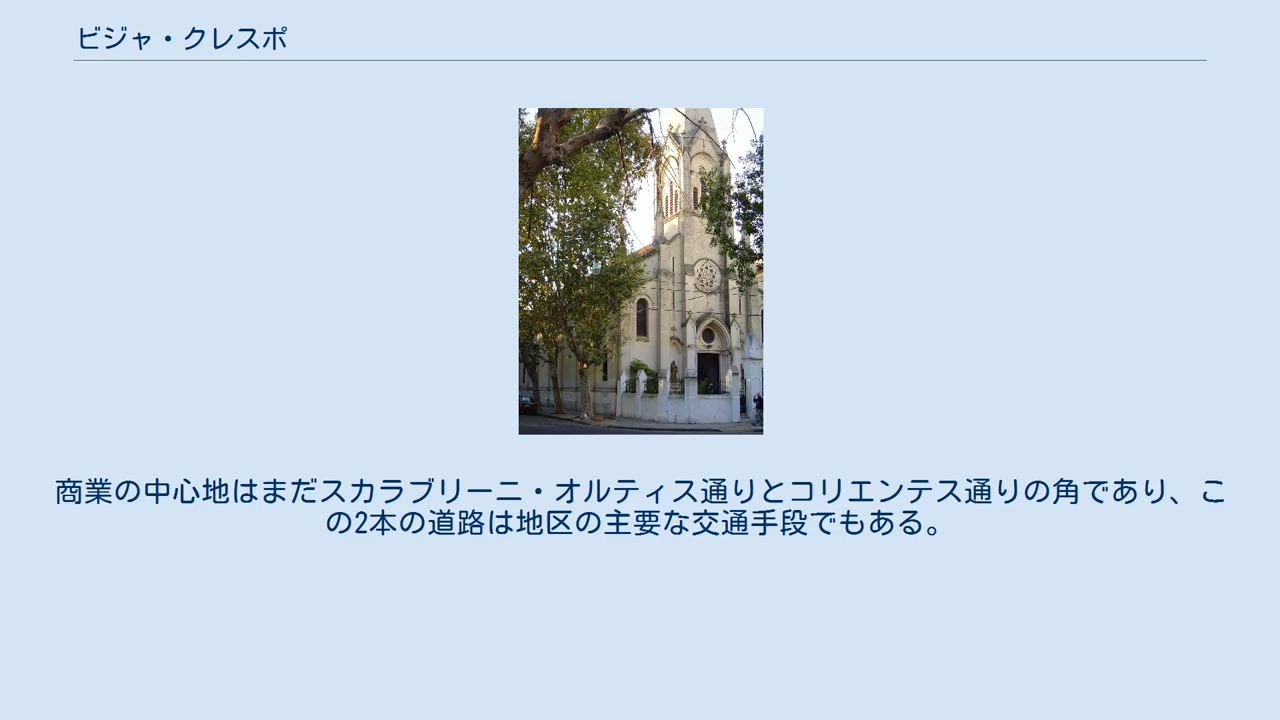 ビジャ・クレスポ
商業の中心地はまだスカラブリーニ・オルティス通りとコリエンテス通りの角であり、こ
の2本の道路は地区の主要な交通手段でもある。